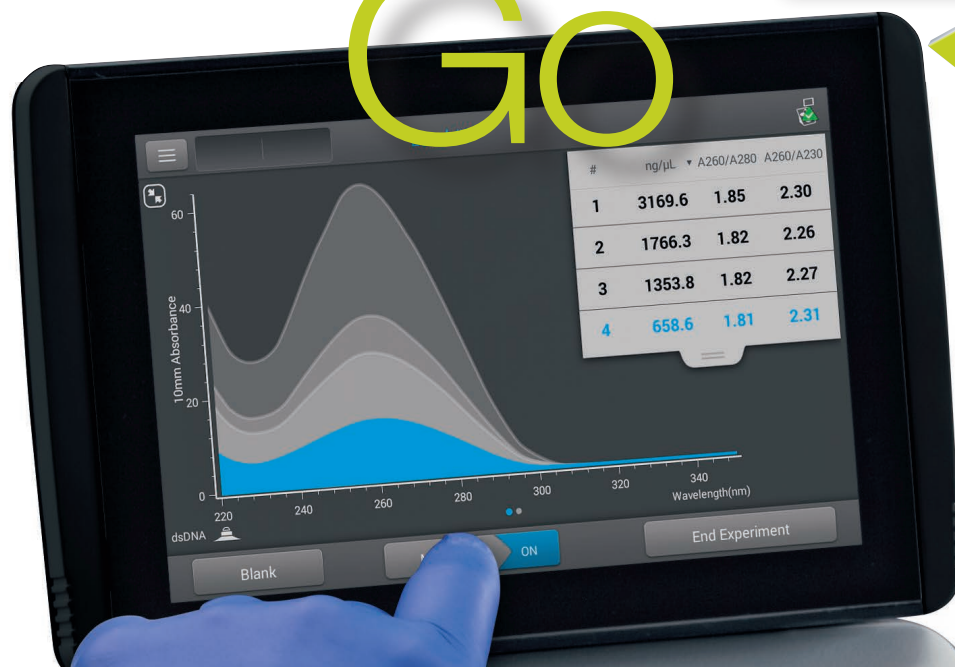 Go
# ng/µL ▼ A260/A280 A260/A230
1 3169.6 1.85 2.30
2 1766.3 1.82 2.26
3 1353.8 1.82 2.27
4 658.6 1.81 2.31
10mm Absorbance
60
40
20
0
220 240 260 280 300 320 340
Wavelength(nm)
dsDNA
Blank
ON
End Experiment